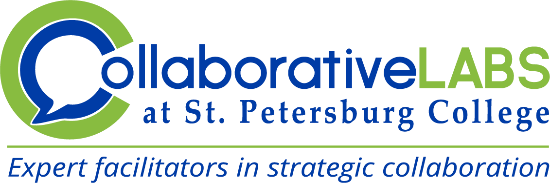 CollaborativeLABS
at St. Petersburg College
Expert facilitators in strategic collaboration